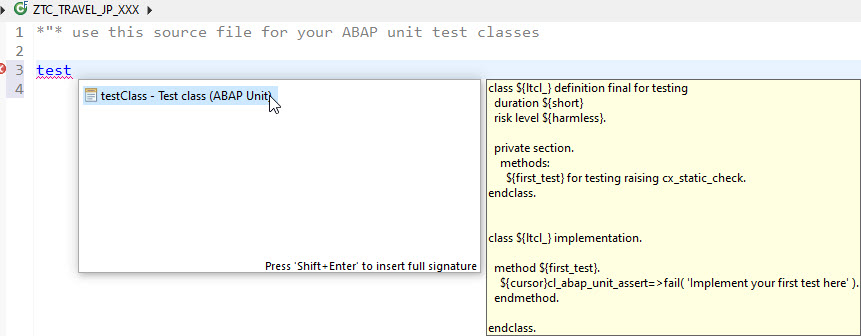 ZTC_TRAVEL_JP_XXX
1 *"* use this source file for your ABAP unit test classes
2
3 test
4
testClass - Test class (ABAP Unit)
Press 'Shift+Enter' to insert full signature
class ${ltcl_} definition final for testing
duration ${short}
risk level ${harmless}.
private section.
methods:
${first_test} for testing raising cx_static_check.
endclass.
class ${ltcl_} implementation.
method ${first_test}.
${cursor}cl_abap_unit_assert=>fail( 'Implement your first test here' ).
endmethod.
endclass.